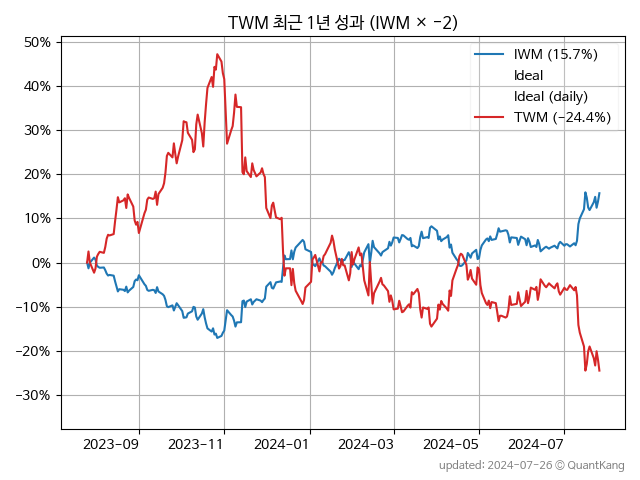 TWM 최근 1년 성과 (IWM × −2)
50%
40%
30%
20%
10%
0%
−10%
−20%
−30%
IWM (15.7%)
Ideal
Ideal (daily)
TWM (−24.4%)
2023-09
2023-11
2024-01
2024-03
2024-05
2024-07
updated: 2024-07-26 © QuantKang